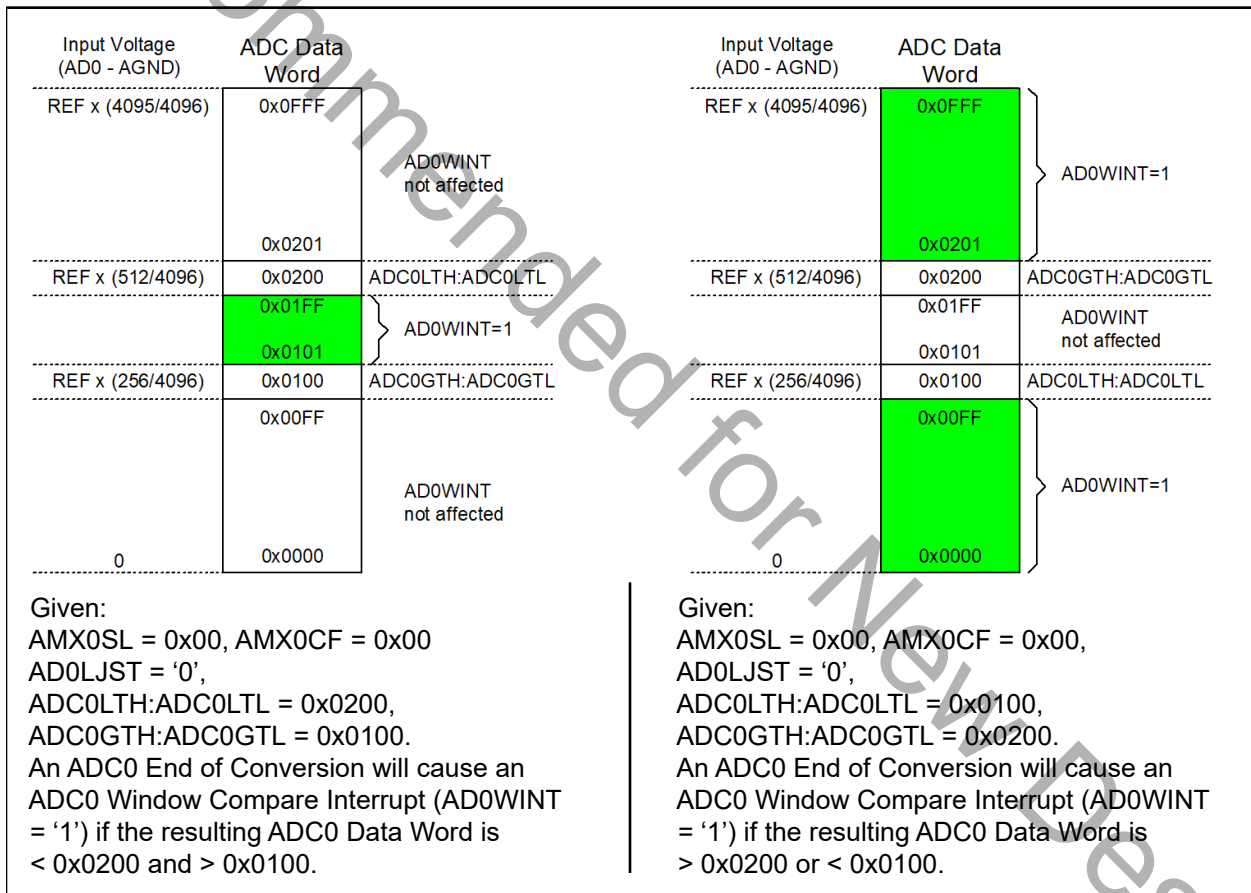 Input Voltage
(AD0 - AGND)
ADC Data
Word
REF x (4095/4096)
0x0FFF
AD0WINT
not affected
0x0201
REF x (512/4096)
0x0200
ADC0LTH:ADC0LTL
0x01FF
AD0WINT=1
0x0101
REF x (256/4096)
0x0100
ADC0GTH:ADC0GTL
0x00FF
AD0WINT
not affected
0
0x0000
Given:
AMX0SL = 0x00, AMX0CF = 0x00
AD0LJST = ‘0’,
ADC0LTH:ADC0LTL = 0x0200,
ADC0GTH:ADC0GTL = 0x0100.
An ADC0 End of Conversion will cause an
ADC0 Window Compare Interrupt (AD0WINT
= ‘1’) if the resulting ADC0 Data Word is
< 0x0200 and > 0x0100.
Input Voltage
(AD0 - AGND)
ADC Data
Word
REF x (4095/4096)
0x0FFF
AD0WINT=1
0x0201
REF x (512/4096)
0x0200
ADC0GTH:ADC0GTL
0x01FF
AD0WINT
not affected
0x0101
REF x (256/4096)
0x0100
ADC0LTH:ADC0LTL
0x00FF
AD0WINT=1
0
0x0000
Given:
AMX0SL = 0x00, AMX0CF = 0x00,
AD0LJST = ‘0’,
ADC0LTH:ADC0LTL = 0x0100,
ADC0GTH:ADC0GTL = 0x0200.
An ADC0 End of Conversion will cause an
ADC0 Window Compare Interrupt (AD0WINT
= ‘1’) if the resulting ADC0 Data Word is
> 0x0200 or < 0x0100.
ommended for New Des